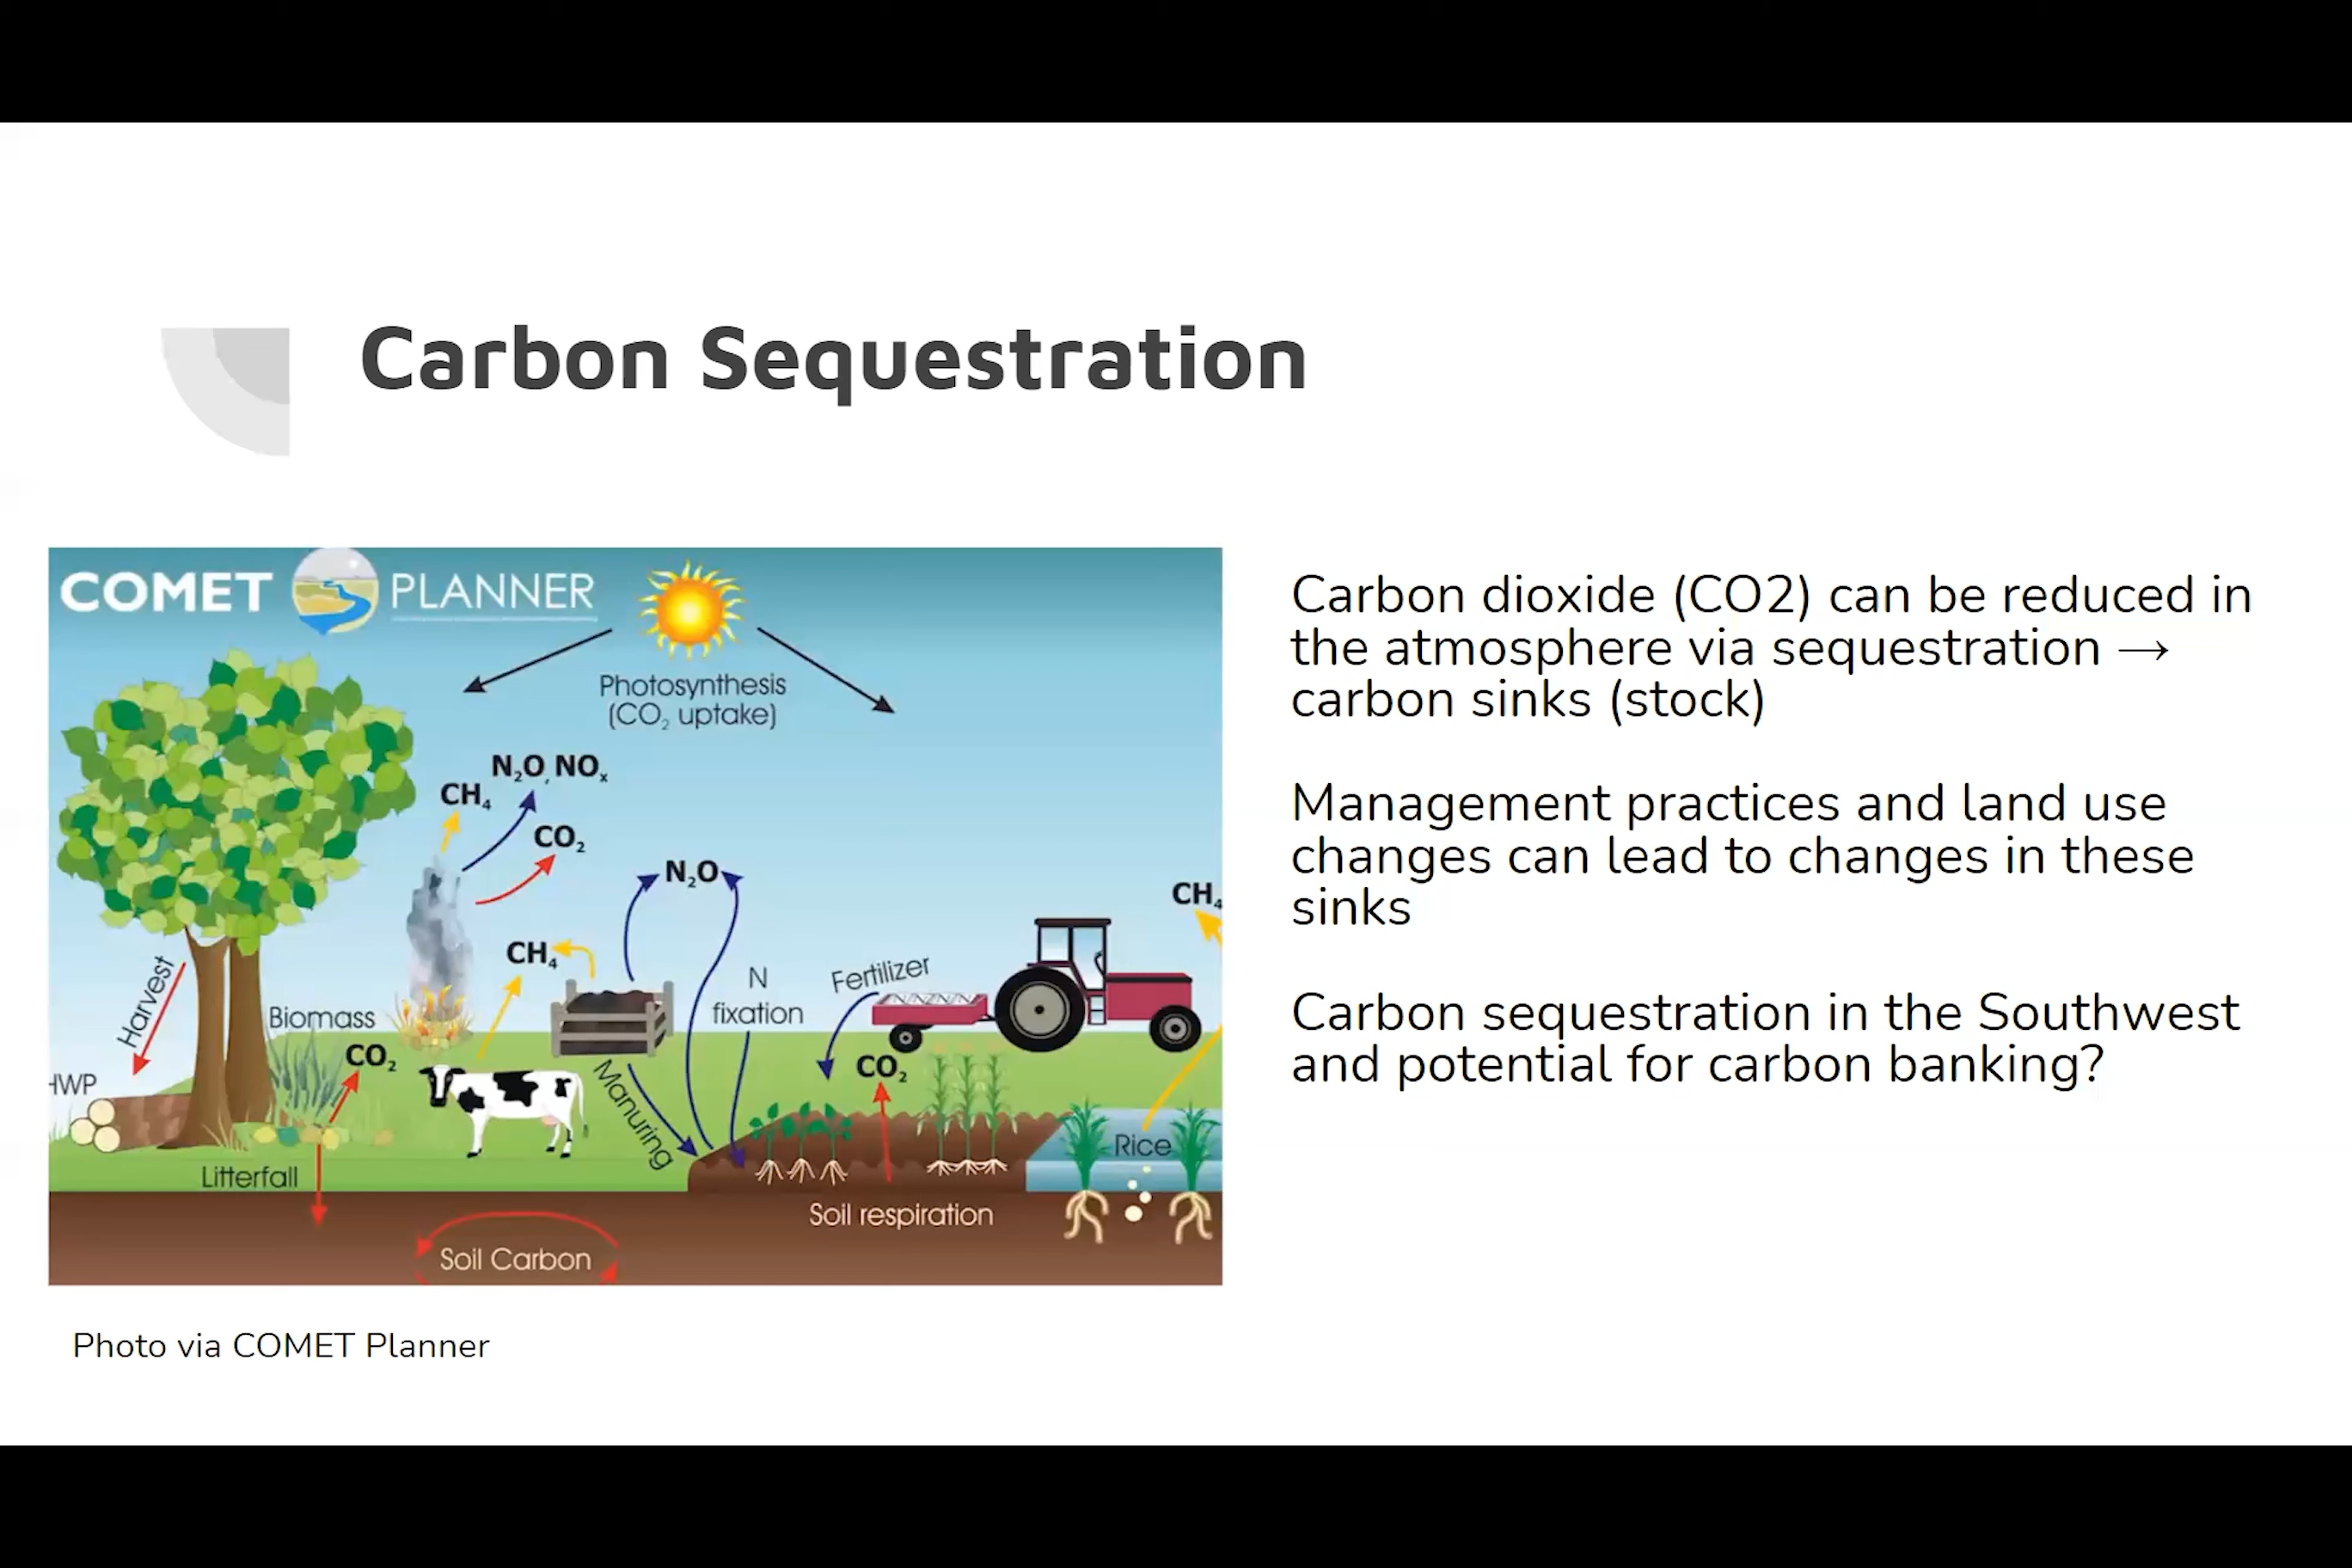 Carbon Sequestration
COMET PLANNER
Photosynthesis
(CO₂ uptake)
N₂O, NOₓ
CH₄
CO₂
N₂O
CH₄
CH₄
Harvest
Biomass
CO₂
N
fixation
Fertilizer
CO₂
HWP
Manuring
Rice
Litterfall
Soil respiration
Soil Carbon
Photo via COMET Planner
Carbon dioxide (CO2) can be reduced in
the atmosphere via sequestration →
carbon sinks (stock)
Management practices and land use
changes can lead to changes in these
sinks
Carbon sequestration in the Southwest
and potential for carbon banking?